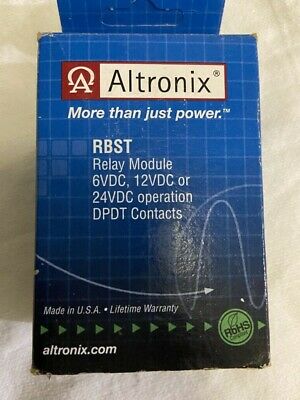 Altronix®
More than just power.™
RBST
Relay Module
6VDC, 12VDC or
24VDC operation
DPDT Contacts
Made in U.S.A. • Lifetime Warranty
RoHS
altronix.com